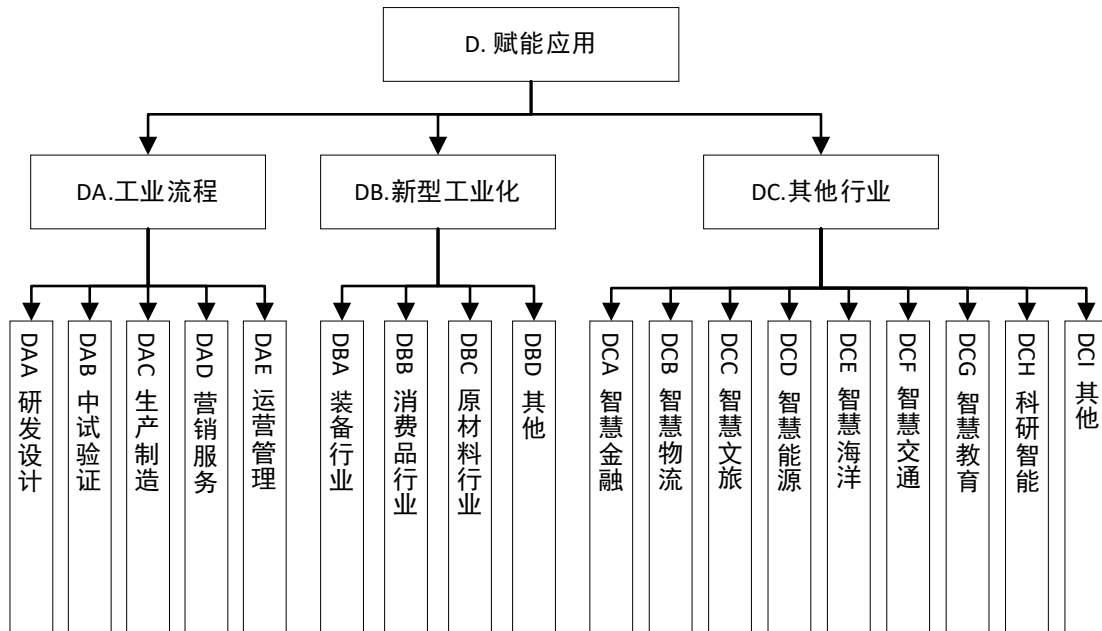 D. 赋能应用
DA.工业流程
DB.新型工业化
DC.其他行业
DAA 研发设计
DAB 中试验证
DAC 生产制造
DAD 营销服务
DAE 运营管理
DBA 装备行业
DBB 消费品行业
DBC 原材料行业
DBD 其他
DCA 智慧金融
DCB 智慧物流
DCC 智慧文旅
DCD 智慧能源
DCE 智慧海洋
DCF 智慧交通
DCG 智慧教育
DCH 科研智能
DCI 其他